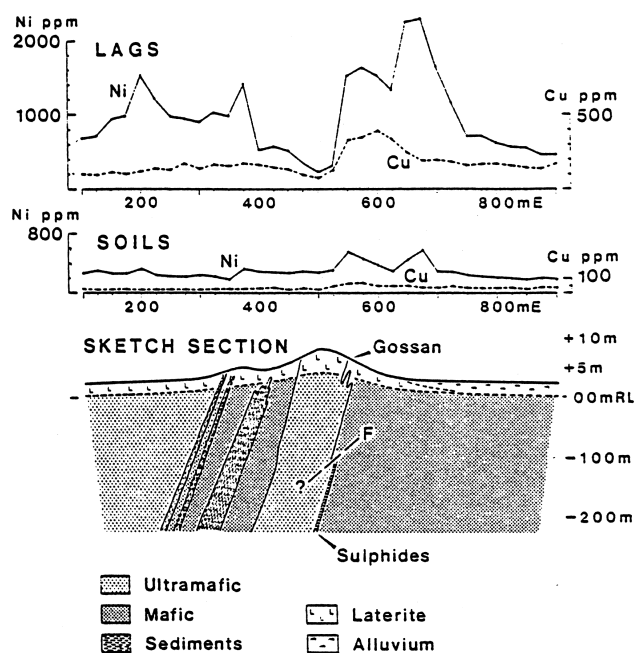 Ni ppm
2000
LAGS
Ni
1000
Cu ppm
500
Cu
200 400 600 800mE
Ni ppm
800
SOILS
Ni
Cu
Cu ppm
100
200 400 600 800mE
SKETCH SECTION
Gossan
+10m
+5m
00mRL
F
?
-100m
-200m
Sulphides
Ultramafic
Mafic
Sediments
Laterite
Alluvium